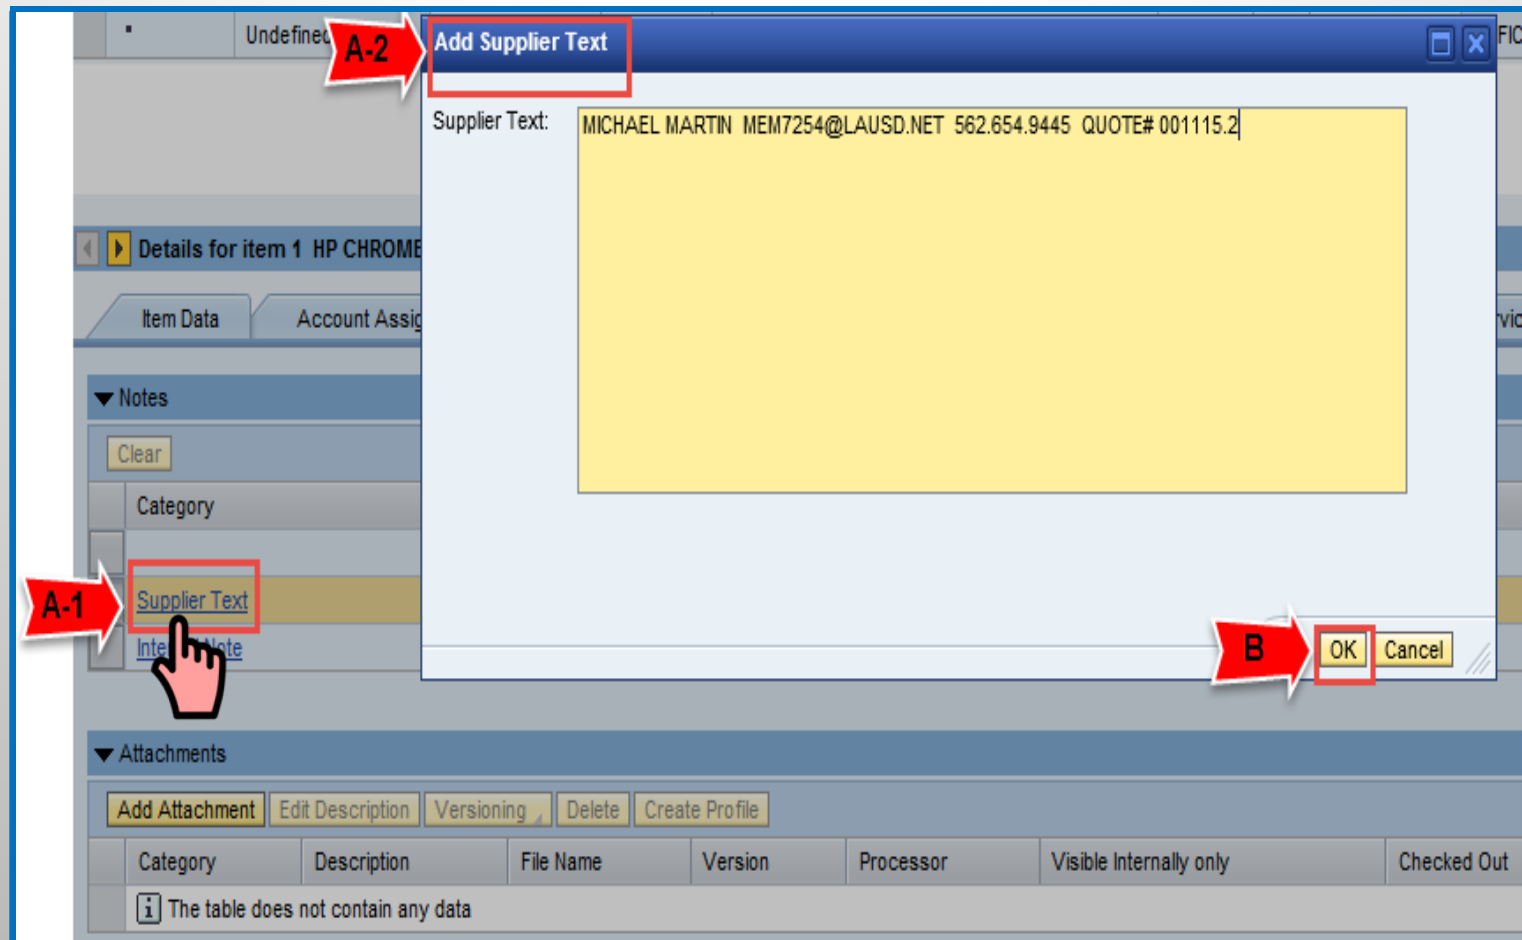 Undefined
A-2
Add Supplier Text
FIC
Supplier Text:
MICHAEL MARTIN MEM7254@LAUSD.NET 562.654.9445 QUOTE# 001115.2
Details for item 1 HP CHROME
Item Data
Account Assig
rvic
Notes
Clear
Category
A-1
Supplier Text
Note
B
OK
Cancel
Attachments
Add Attachment
Edit Description
Versioning
Delete
Create Profile
Category
Description
File Name
Version
Processor
Visible Internally only
Checked Out
The table does not contain any data